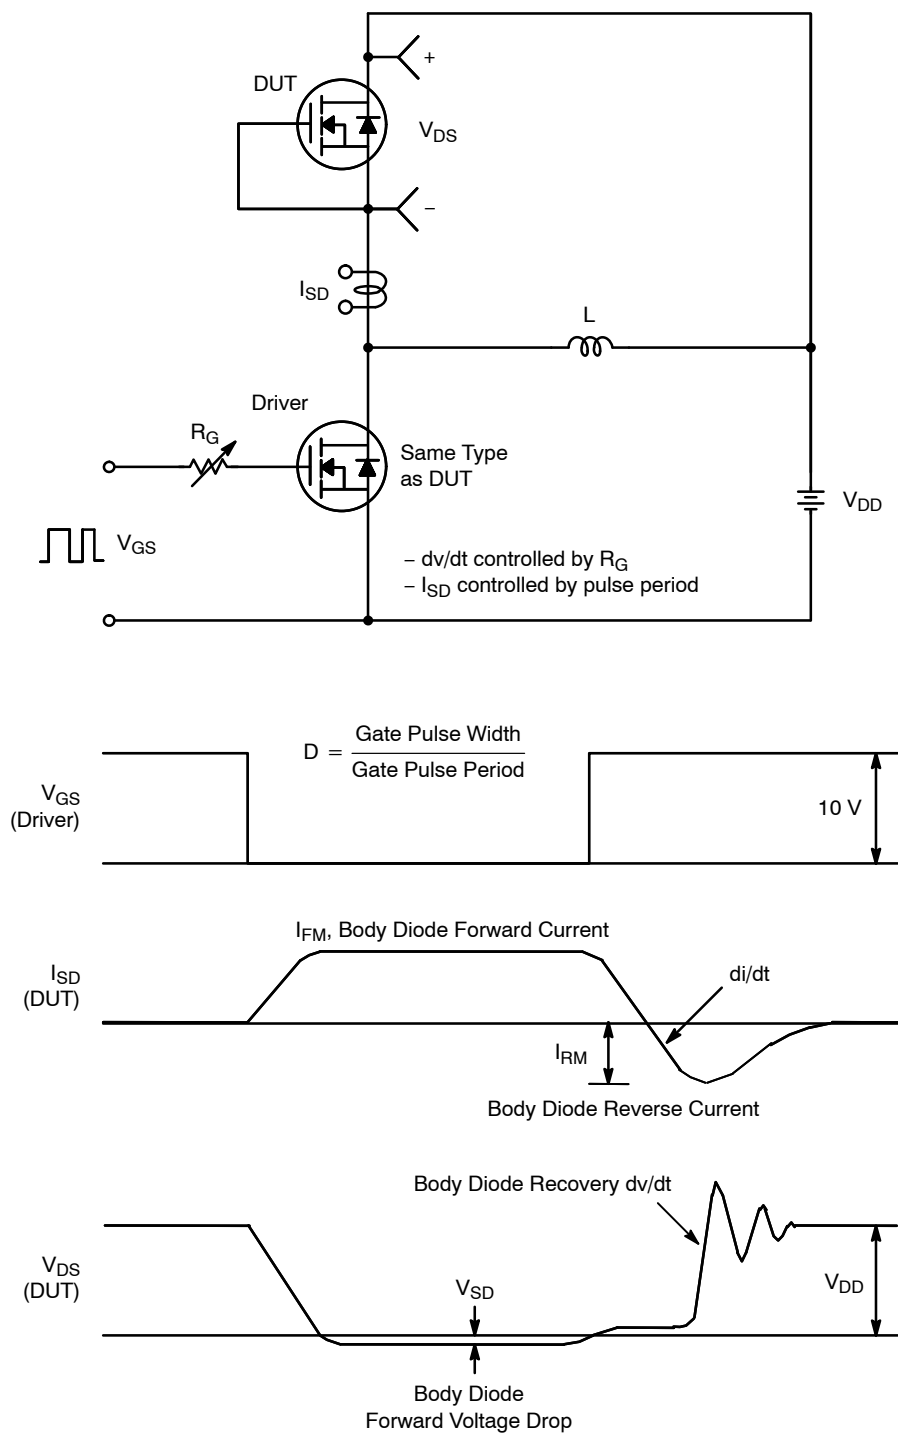 +
DUT
V_DS
−
I_SD
L
Driver
R_G
Same Type
as DUT
V_DD
V_GS
− dv/dt controlled by R_G
− I_SD controlled by pulse period
D = Gate Pulse Width
Gate Pulse Period
V_GS
(Driver)
10 V
I_FM, Body Diode Forward Current
I_SD
(DUT)
di/dt
I_RM
Body Diode Reverse Current
Body Diode Recovery dv/dt
V_DS
(DUT)
V_SD
V_DD
Body Diode
Forward Voltage Drop